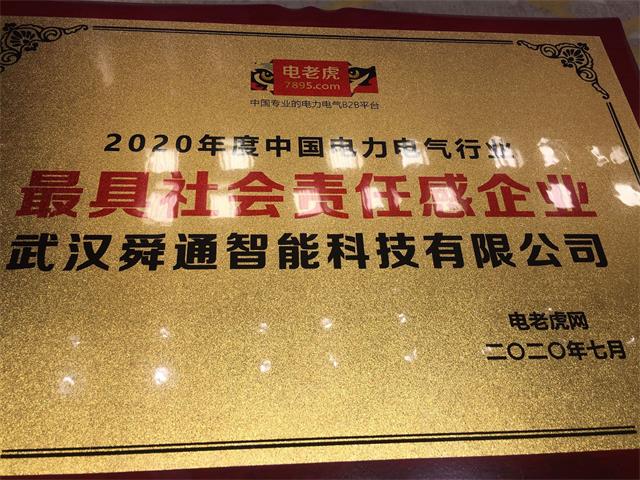 电老虎
7895.com
中国专业的电力电气B2B平台
2020年度中国电力电气行业
最具社会责任感企业
武汉舜通智能科技有限公司
电老虎网
二〇二〇年七月